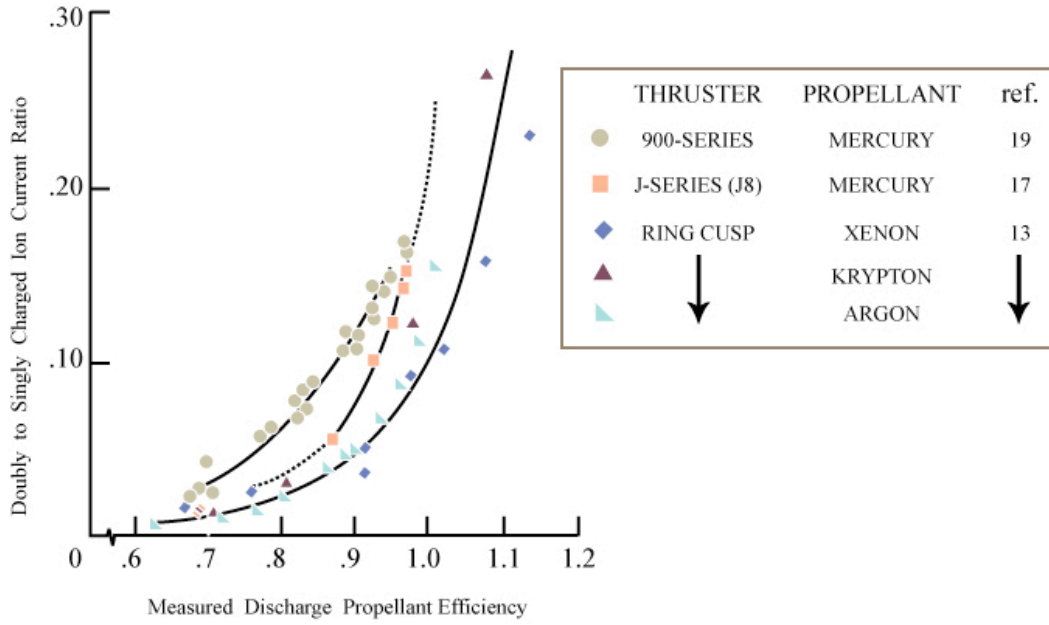 .30
.20
.10
0
.6
.7
.8
.9
1.0
1.1
1.2
Doubly to Singly Charged Ion Current Ratio
Measured Discharge Propellant Efficiency
THRUSTER PROPELLANT ref.
900-SERIES MERCURY 19
J-SERIES (J8) MERCURY 17
RING CUSP XENON 13
KRYPTON
ARGON